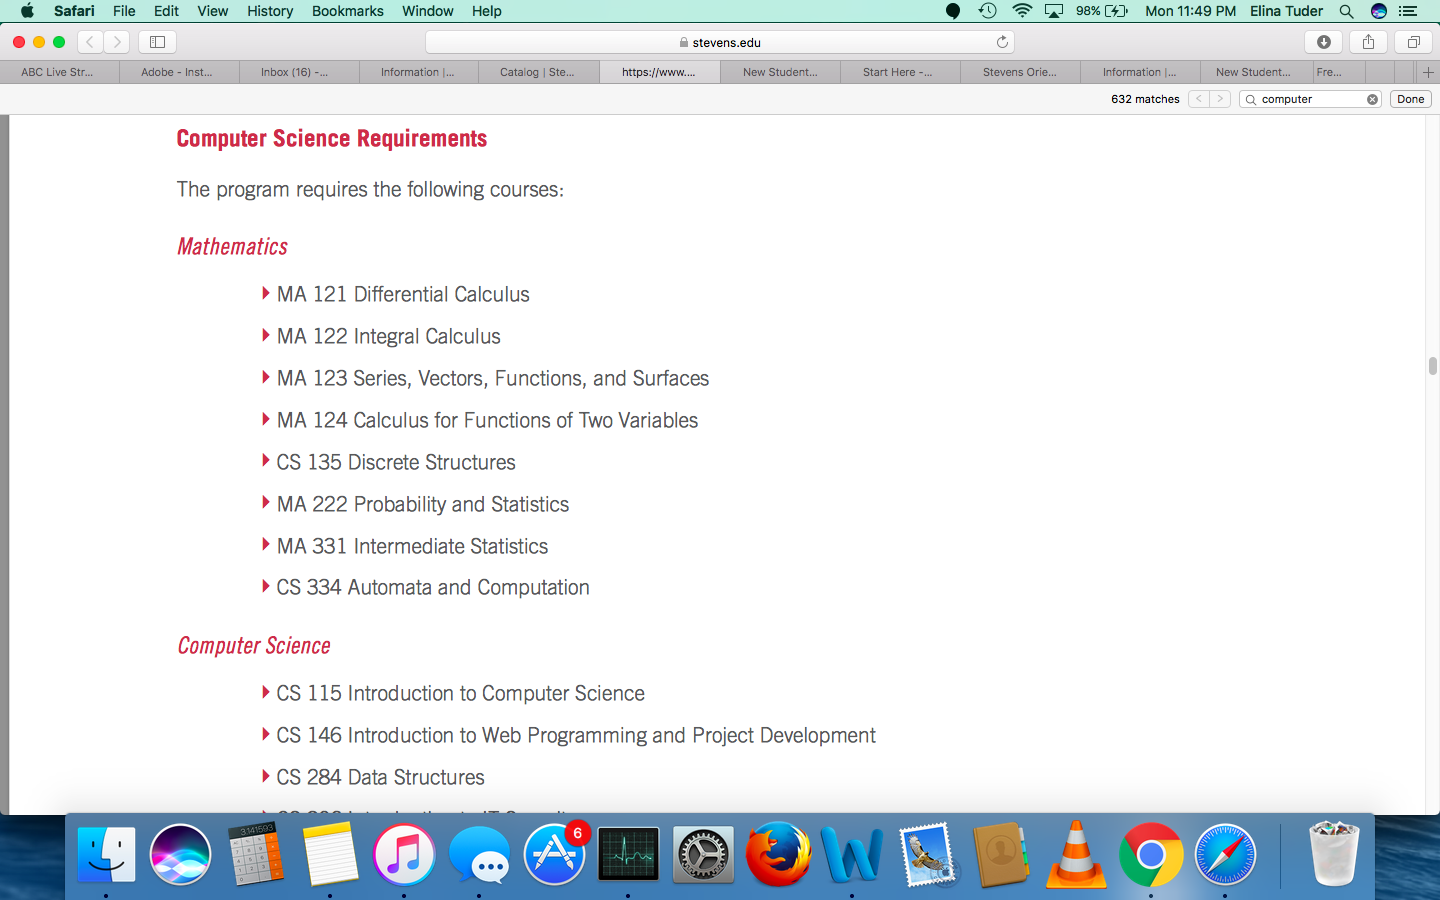 Safari File Edit View History Bookmarks Window Help 98% Mon 11:49 PM Elina Tuder
stevens.edu
ABC Live Str... Adobe - Inst... Inbox (16) -... Information |... Catalog | Ste... https://www.... New Student... Start Here -... Stevens Orie... Information |... New Student... Fre...
632 matches computer Done
Computer Science Requirements
The program requires the following courses:
Mathematics
MA 121 Differential Calculus
MA 122 Integral Calculus
MA 123 Series, Vectors, Functions, and Surfaces
MA 124 Calculus for Functions of Two Variables
CS 135 Discrete Structures
MA 222 Probability and Statistics
MA 331 Intermediate Statistics
CS 334 Automata and Computation
Computer Science
CS 115 Introduction to Computer Science
CS 146 Introduction to Web Programming and Project Development
CS 284 Data Structures
3.141593
6